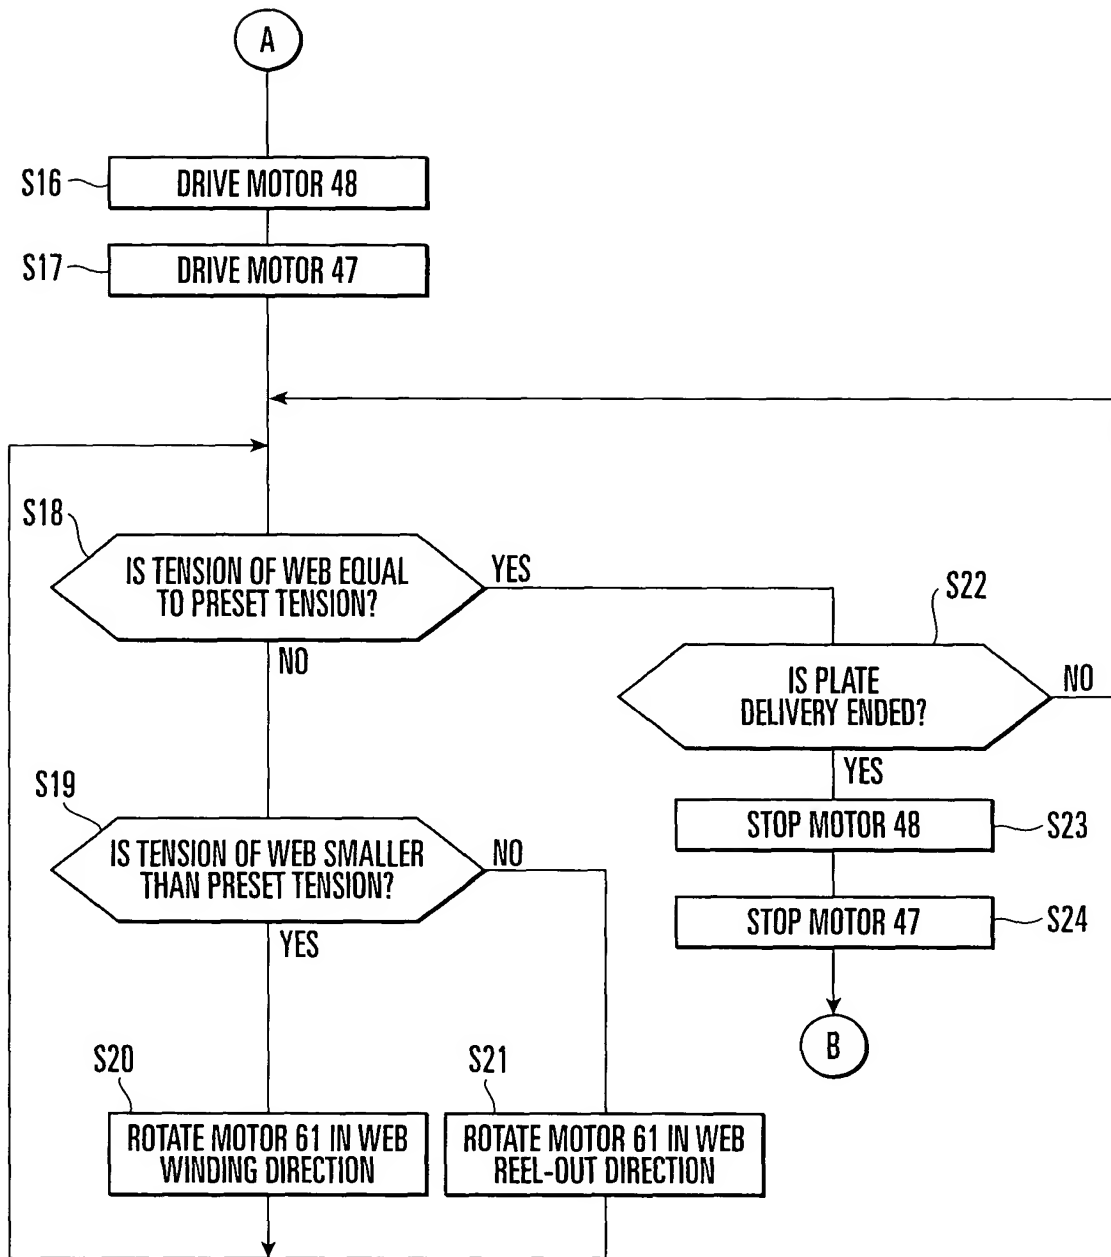 A
S16
DRIVE MOTOR 48
S17
DRIVE MOTOR 47
S18
IS TENSION OF WEB EQUAL
TO PRESET TENSION?
YES
NO
S22
IS PLATE
DELIVERY ENDED?
NO
YES
S19
IS TENSION OF WEB SMALLER
THAN PRESET TENSION?
NO
YES
STOP MOTOR 48
S23
STOP MOTOR 47
S24
B
S20
ROTATE MOTOR 61 IN WEB
WINDING DIRECTION
S21
ROTATE MOTOR 61 IN WEB
REEL-OUT DIRECTION